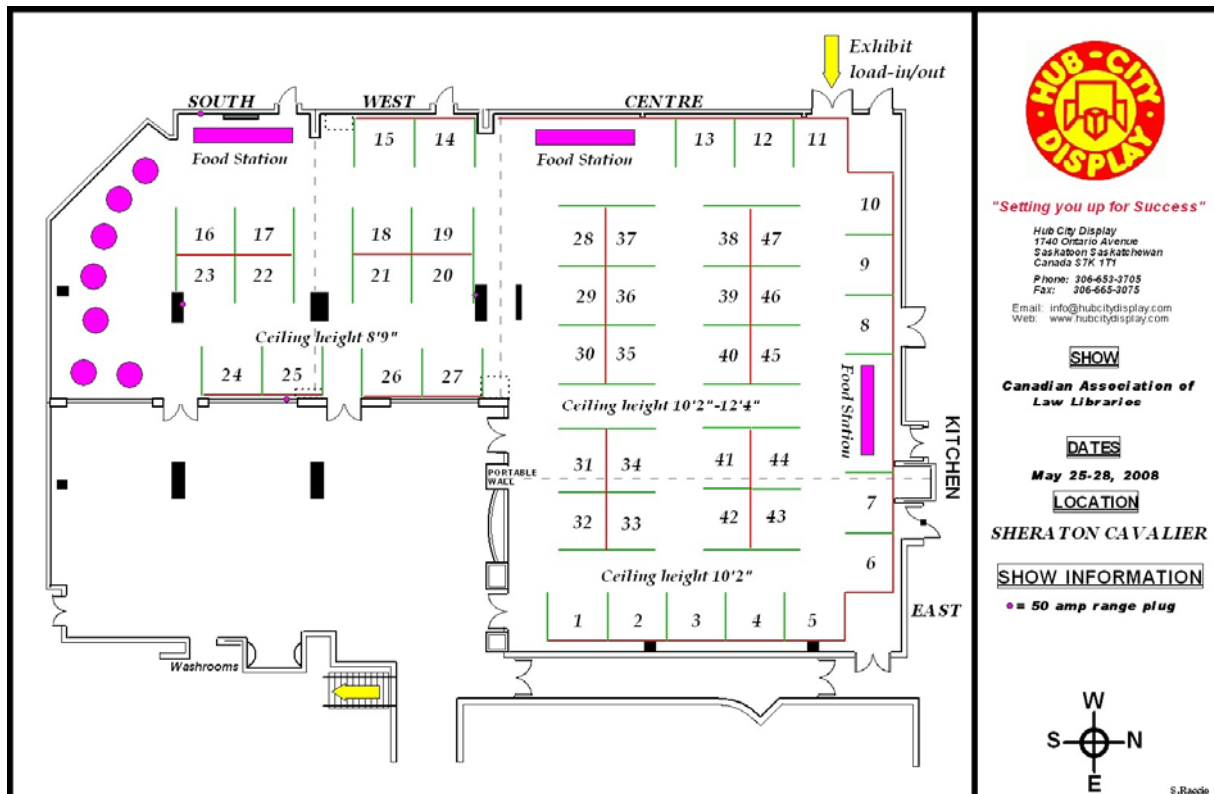 Exhibit
load-in/out
SOUTH
WEST
CENTRE
Food Station
15
14
Food Station
13
12
11
10
16
17
18
19
28
37
38
47
23
22
21
20
9
29
36
39
46
8
Ceiling height 8'9"
30
35
40
45
24
25
26
27
Food Station
Ceiling height 10'2"-12'4"
KITCHEN
PORTABLE
WALL
31
34
41
44
7
32
33
42
43
6
Ceiling height 10'2"
1
2
3
4
5
EAST
Washrooms
HUB-CITY
DISPLAY
"Setting you up for Success"
Hub City Display
1740 Ontario Avenue
Saskatoon Saskatchewan
Canada S7K 1T1
Phone: 306-653-3705
Fax: 306-665-3075
Email: info@hubcitydisplay.com
Web: www.hubcitydisplay.com
SHOW
Canadian Association of
Law Libraries
DATES
May 25-28, 2008
LOCATION
SHERATON CAVALIER
SHOW INFORMATION
= 50 amp range plug
W
S
N
E
S.Raccio